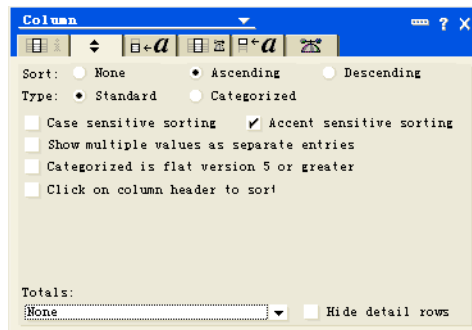 Column ?
i a a
Sort: None Ascending Descending
Type: Standard Categorized
Case sensitive sorting Accent sensitive sorting
Show multiple values as separate entries
Categorized is flat version 5 or greater
Click on column header to sort
Totals:
None Hide detail rows